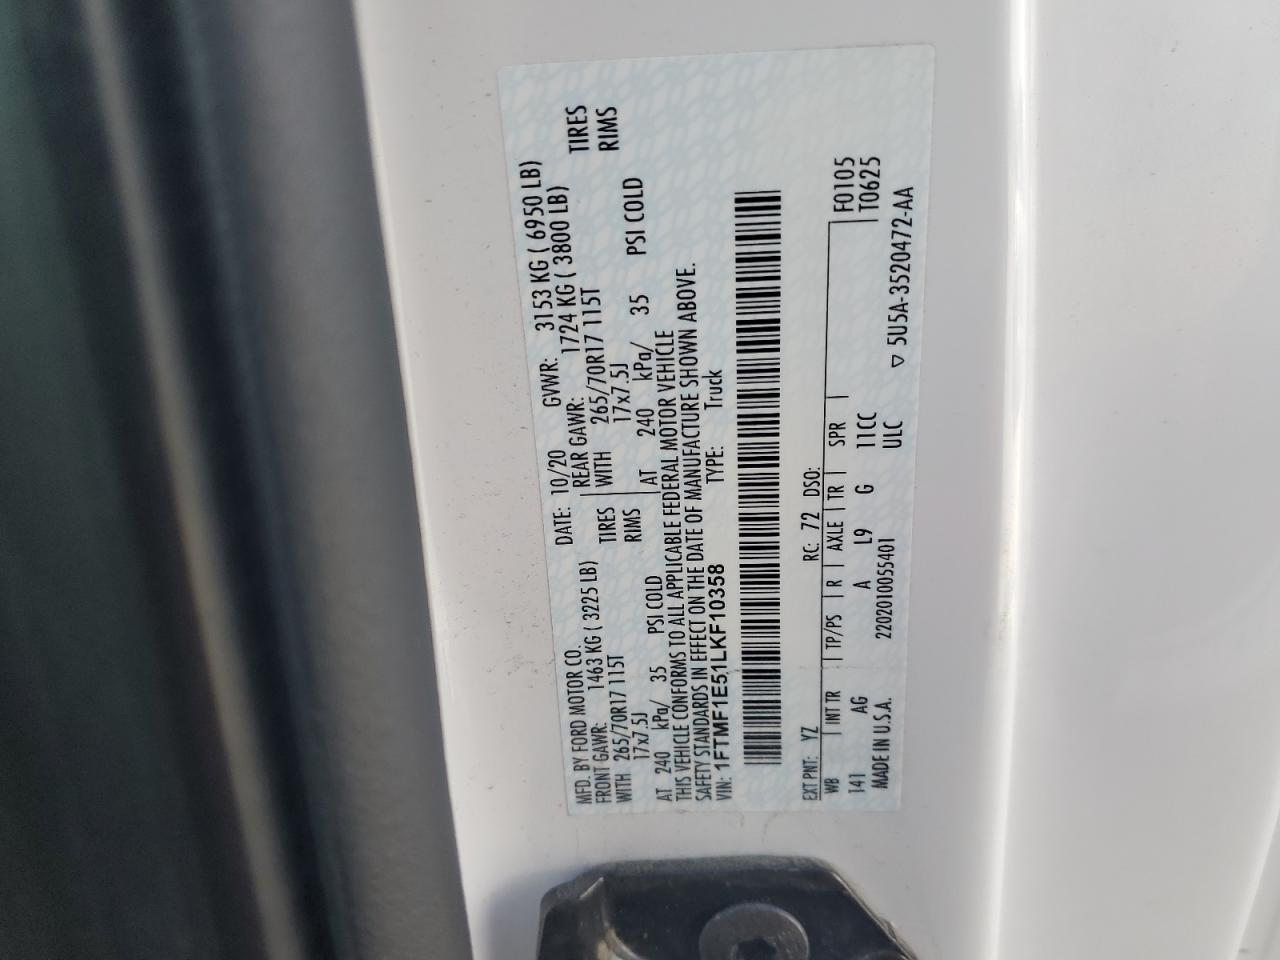 MFD. BY FORD MOTOR CO.
DATE: 10/20 GVWR: 3153 KG ( 6950 LB)
FRONT GAWR: 1463 KG ( 3225 LB) REAR GAWR: 1724 KG ( 3800 LB)
WITH 265/70R17 115T TIRES WITH 265/70R17 115T TIRES
17x7.5J RIMS 17x7.5J RIMS
AT 240 kPa/ 35 PSI COLD AT 240 kPa/ 35 PSI COLD
THIS VEHICLE CONFORMS TO ALL APPLICABLE FEDERAL MOTOR VEHICLE
SAFETY STANDARDS IN EFFECT ON THE DATE OF MANUFACTURE SHOWN ABOVE.
VIN: 1FTMF1E51LKF10358 TYPE: Truck
EXT PNT: YZ RC: 72 DSO:
WB INT TR TP/PS R AXLE TR SPR F0105
141 AG A L9 G 11CC T0625
MADE IN U.S.A. 2202010055401 ULC ▽ 5U5A-3520472-AA